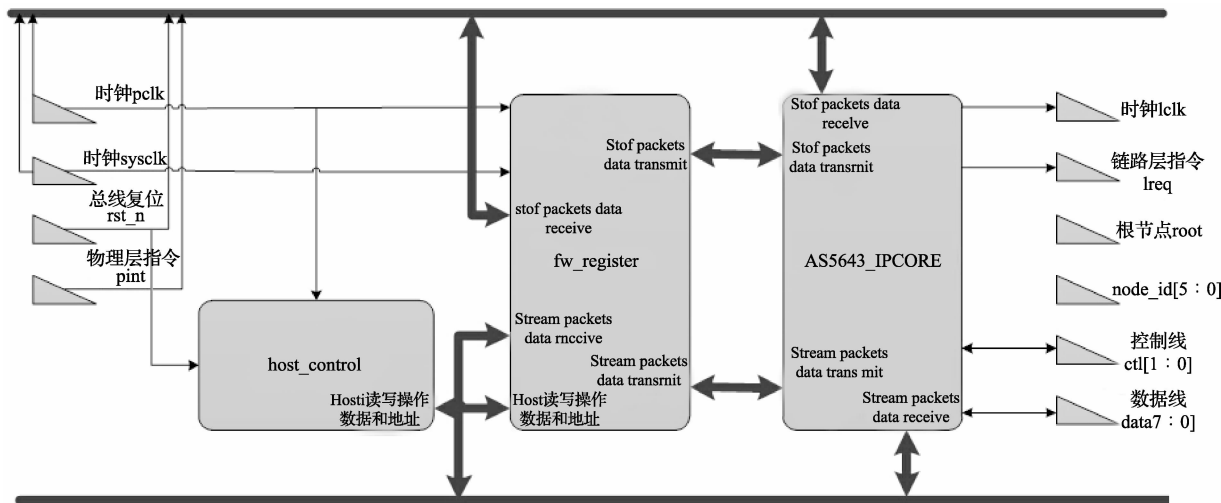 时钟pclk
时钟sysclk
总线复位
rst_n
物理层指令
pint
host_control
Hosti读写操作
数据和地址
Stof packets
data transmit
stof packets data
receive
fw_register
Stream packets
data rnccive
Stream packets
data transrnit
Hosti读写操作
数据和地址
Stof packets data
recelve
Stof packets
data transrnit
AS5643_IPCORE
Stream packets
data trans mit
Stream packets
data receive
时钟lclk
链路层指令
lreq
根节点root
node_id[5：0]
控制线
ctl[1：0]
数据线
data7：0]